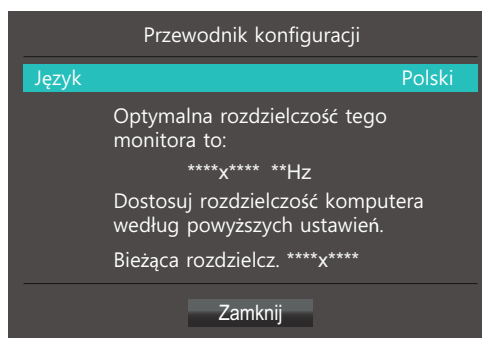 Przewodnik konfiguracji
Język Polski
Optymalna rozdzielczość tego
monitora to:
****x**** **Hz
Dostosuj rozdzielczość komputera
według powyższych ustawień.
Bieżąca rozdzielcz. ****x****
Zamknij